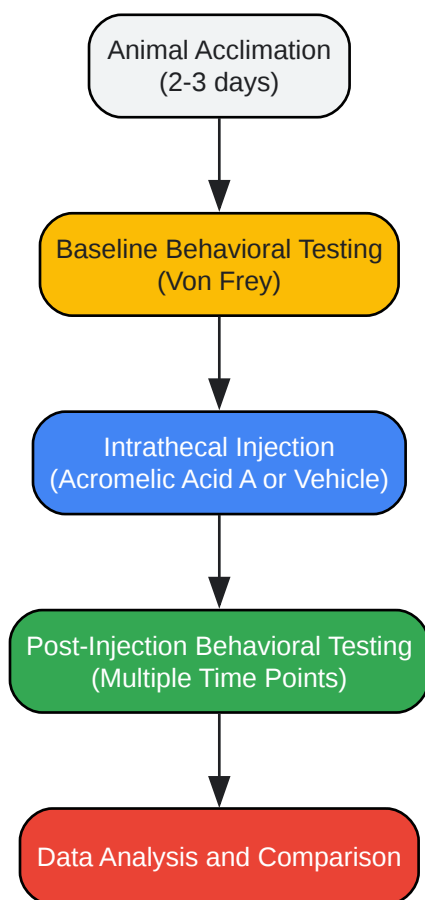 Animal Acclimation
(2-3 days)
Baseline Behavioral Testing
(Von Frey)
Intrathecal Injection
(Acromelic Acid A or Vehicle)
Post-Injection Behavioral Testing
(Multiple Time Points)
Data Analysis and Comparison